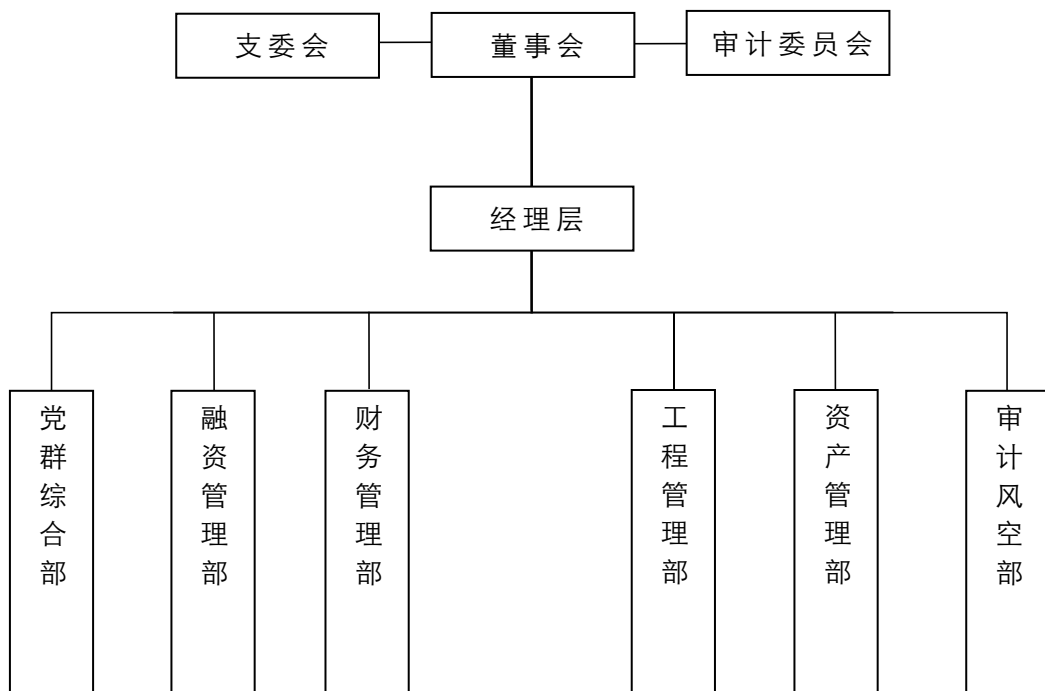 支委会
董事会
审计委员会
经理层
党群综合部
融资管理部
财务管理部
工程管理部
资产管理部
审计风空部